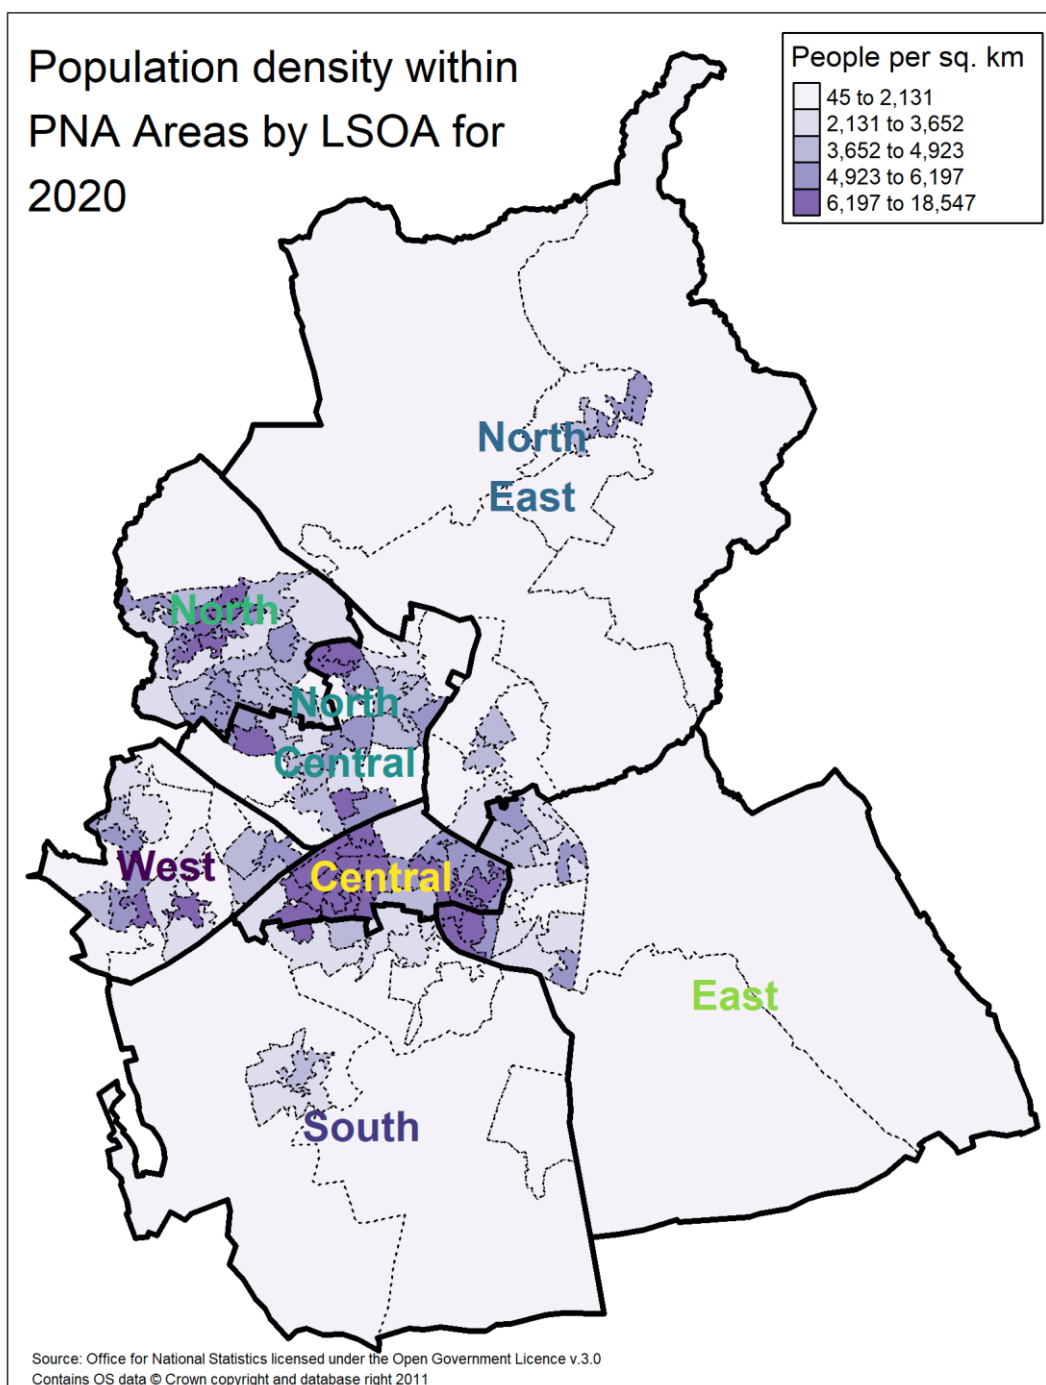 Population density within
PNA Areas by LSOA for
2020
People per sq. km
45 to 2,131
2,131 to 3,652
3,652 to 4,923
4,923 to 6,197
6,197 to 18,547
North
East
North
North
Central
West
Central
East
South
Source: Office for National Statistics licensed under the Open Government Licence v.3.0
Contains OS data © Crown copyright and database right 2011